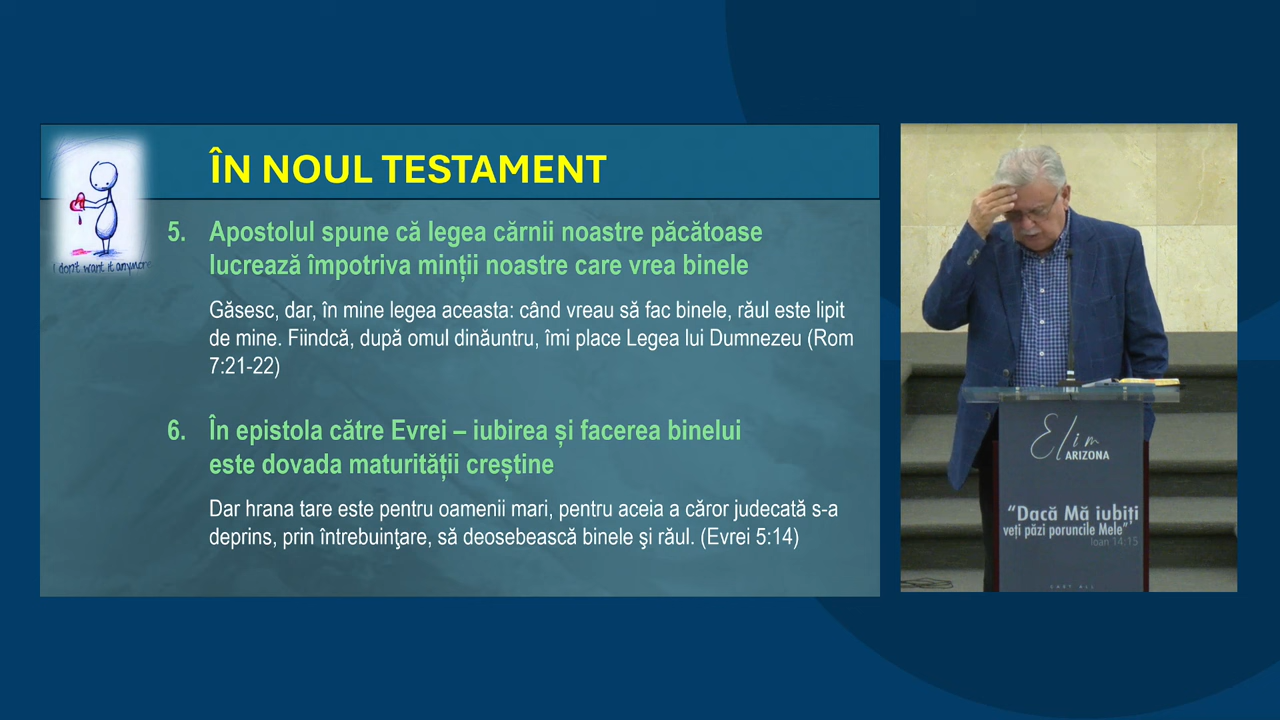 ÎN NOUL TESTAMENT
I don't want it anymore
5. Apostolul spune că legea cărnii noastre păcătoase
lucrează împotriva minții noastre care vrea binele
Găsesc, dar, în mine legea aceasta: când vreau să fac binele, răul este lipit
de mine. Fiindcă, după omul dinăuntru, îmi place Legea lui Dumnezeu (Rom
7:21-22)
6. În epistola către Evrei – iubirea și facerea binelui
este dovada maturității creștine
Dar hrana tare este pentru oamenii mari, pentru aceia a căror judecată s-a
deprins, prin întrebuinţare, să deosebească binele şi răul. (Evrei 5:14)
Elim
ARIZONA
“Dacă Mă iubiți
veți păzi poruncile Mele”
Ioan 14:15